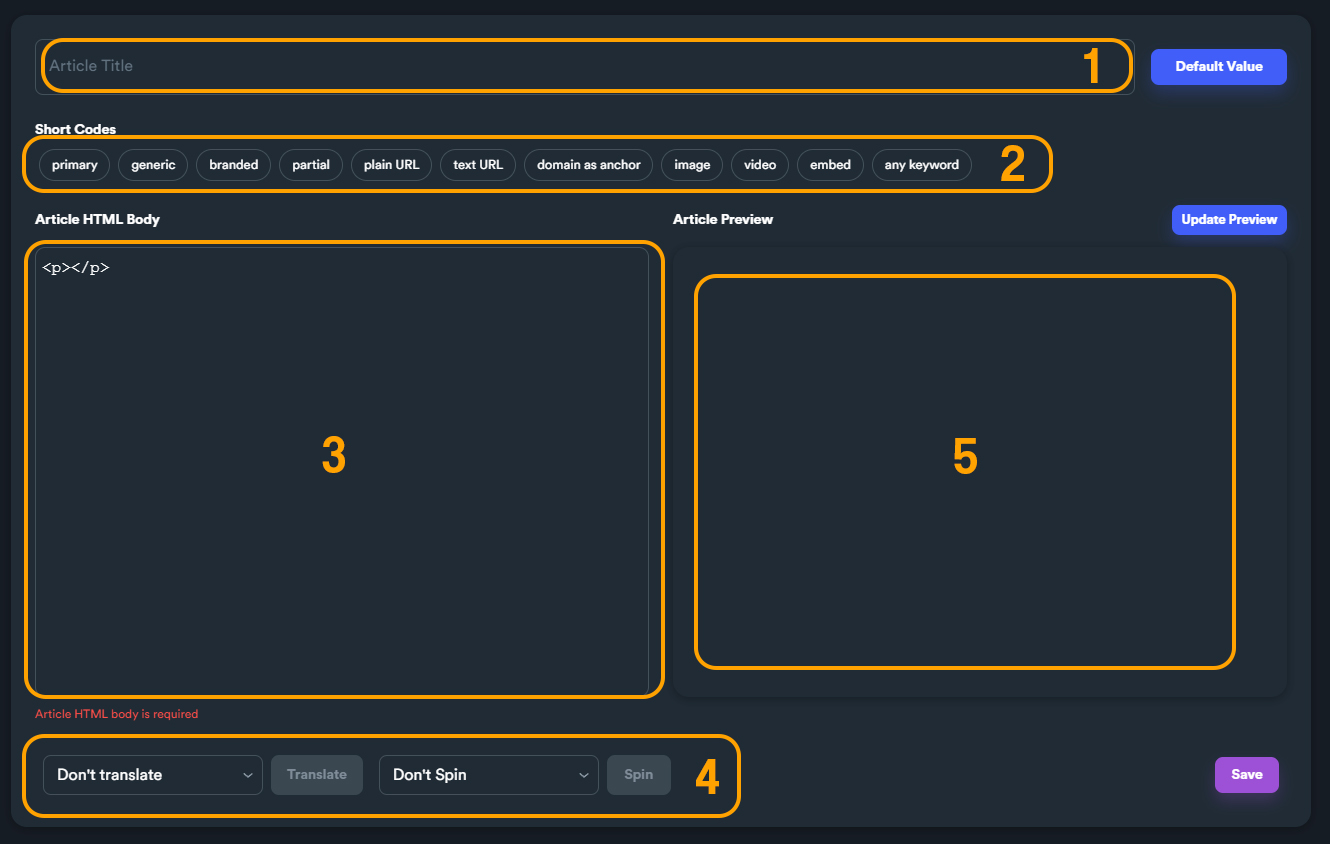 Article Title 1 Default Value
Short Codes
primary generic branded partial plain URL text URL domain as anchor image video embed any keyword 2
Article HTML Body Article Preview Update Preview
<p></p>
3 5
Article HTML body is required
Don't translate Translate Don't Spin Spin 4 Save